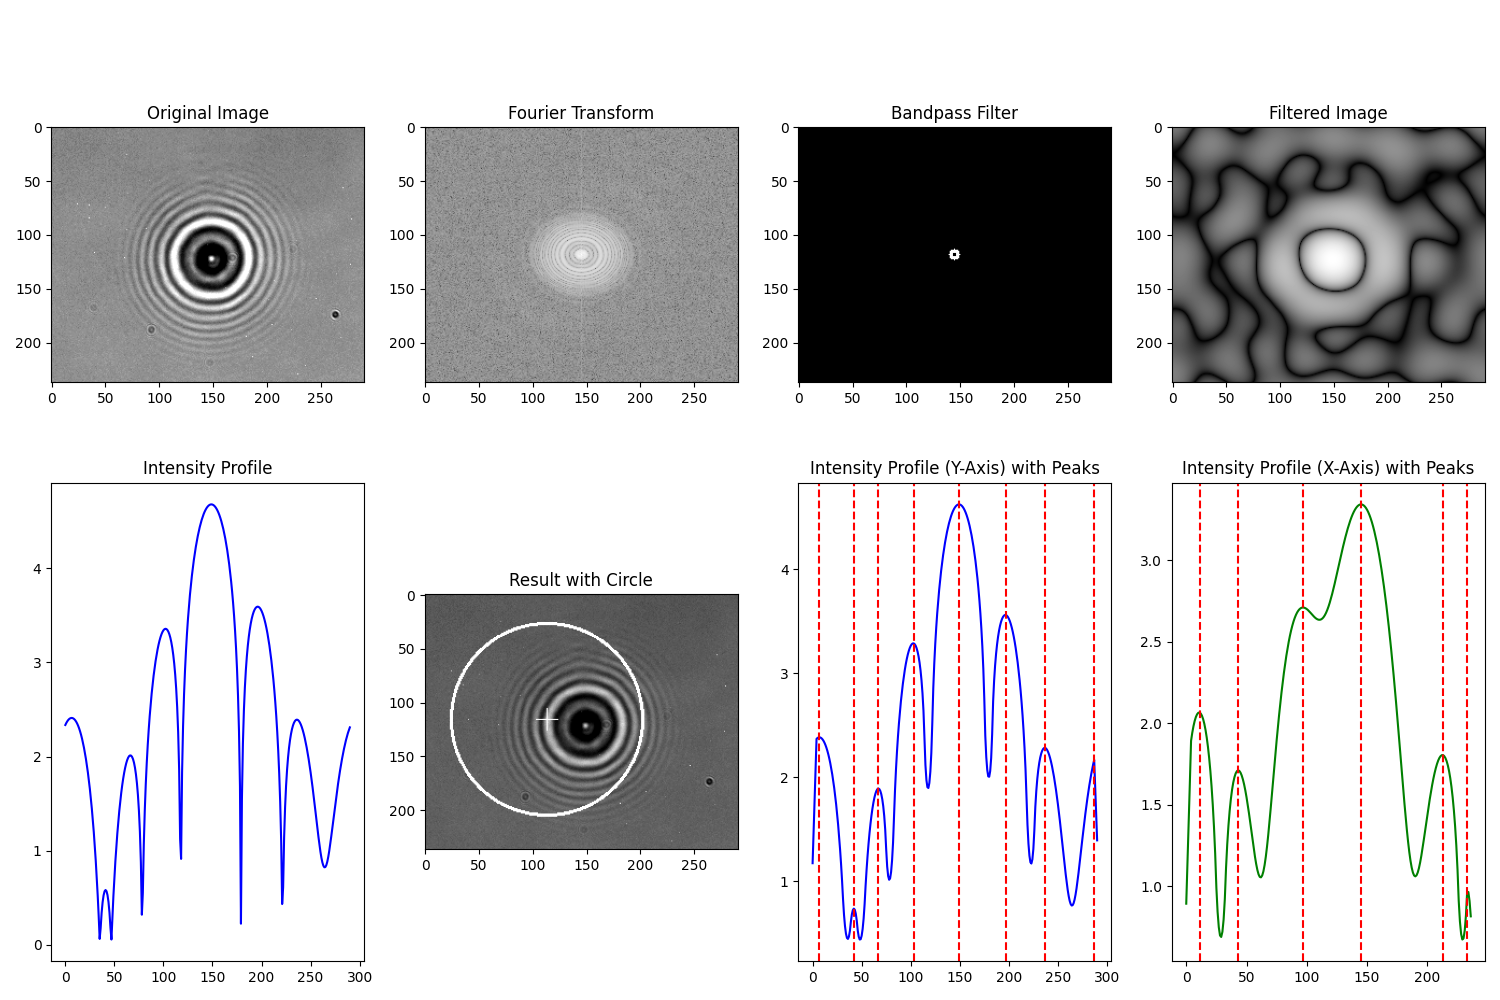 Original Image
Fourier Transform
Bandpass Filter
Filtered Image
0
50
100
150
200
0 50 100 150 200 250
0
50
100
150
200
0 50 100 150 200 250
0
50
100
150
200
0 50 100 150 200 250
0
50
100
150
200
0 50 100 150 200 250
Intensity Profile
4
3
2
1
0
0 50 100 150 200 250 300
Result with Circle
0
50
100
150
200
0 50 100 150 200 250
Intensity Profile (Y-Axis) with Peaks
4
3
2
1
0 50 100 150 200 250 300
Intensity Profile (X-Axis) with Peaks
3.0
2.5
2.0
1.5
1.0
0 50 100 150 200